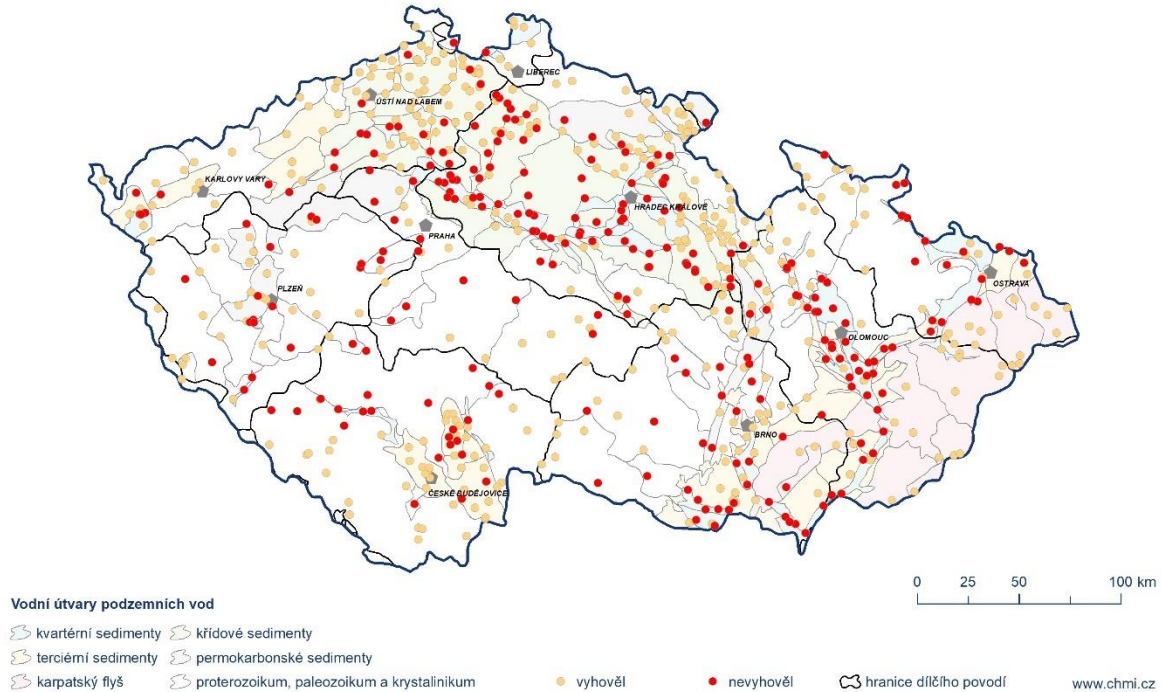 LIBEREC
ÚSTÍ NAD LABEM
KARLOVY VARY
HRADEC KRÁLOVÉ
PRAHA
OSTRAVA
PLZEŇ
OLOMOUC
BRNO
ČESKÉ BUDĚJOVICE
0 25 50 100 km
Vodní útvary podzemních vod
kvartérní sedimenty křídové sedimenty
terciérní sedimenty permokarbonské sedimenty
karpatský flyš proterozoikum, paleozoikum a krystalinikum vyhověl nevyhověl hranice dílčího povodí www.chmi.cz